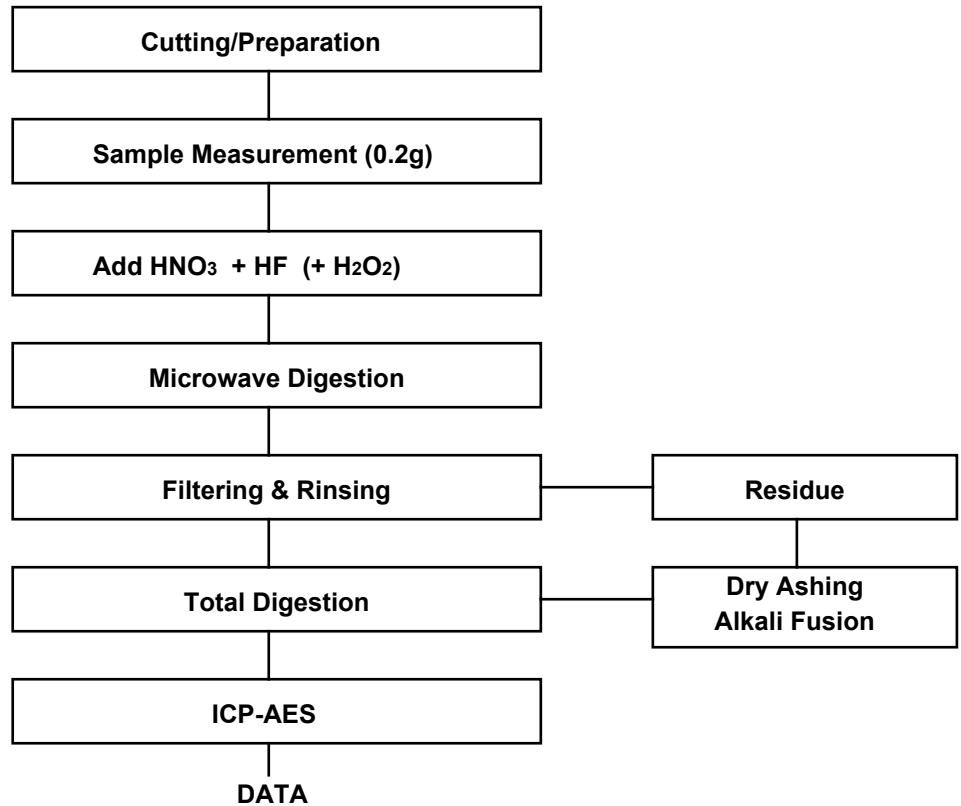 Cutting/Preparation
Sample Measurement (0.2g)
Add HNO3 + HF (+ H2O2)
Microwave Digestion
Filtering & Rinsing
Residue
Total Digestion
Dry Ashing
Alkali Fusion
ICP-AES
DATA